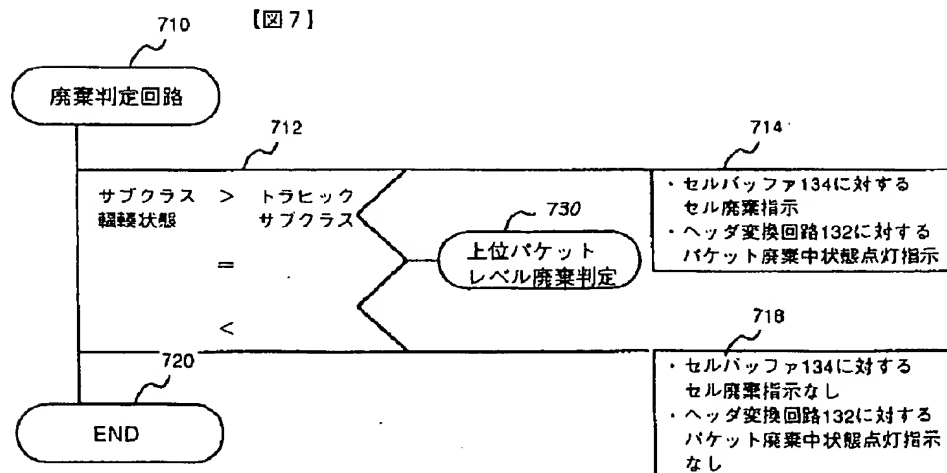 【図7】
710
廃棄判定回路
712
714
サブクラス > トラヒック
輻輳状態 サブクラス
=
<
730
上位パケット
レベル廃棄判定
・セルバッファ134に対する
セル廃棄指示
・ヘッダ変換回路132に対する
パケット廃棄中状態点灯指示
718
720
END
・セルバッファ134に対する
セル廃棄指示なし
・ヘッダ変換回路132に対する
パケット廃棄中状態点灯指示
なし